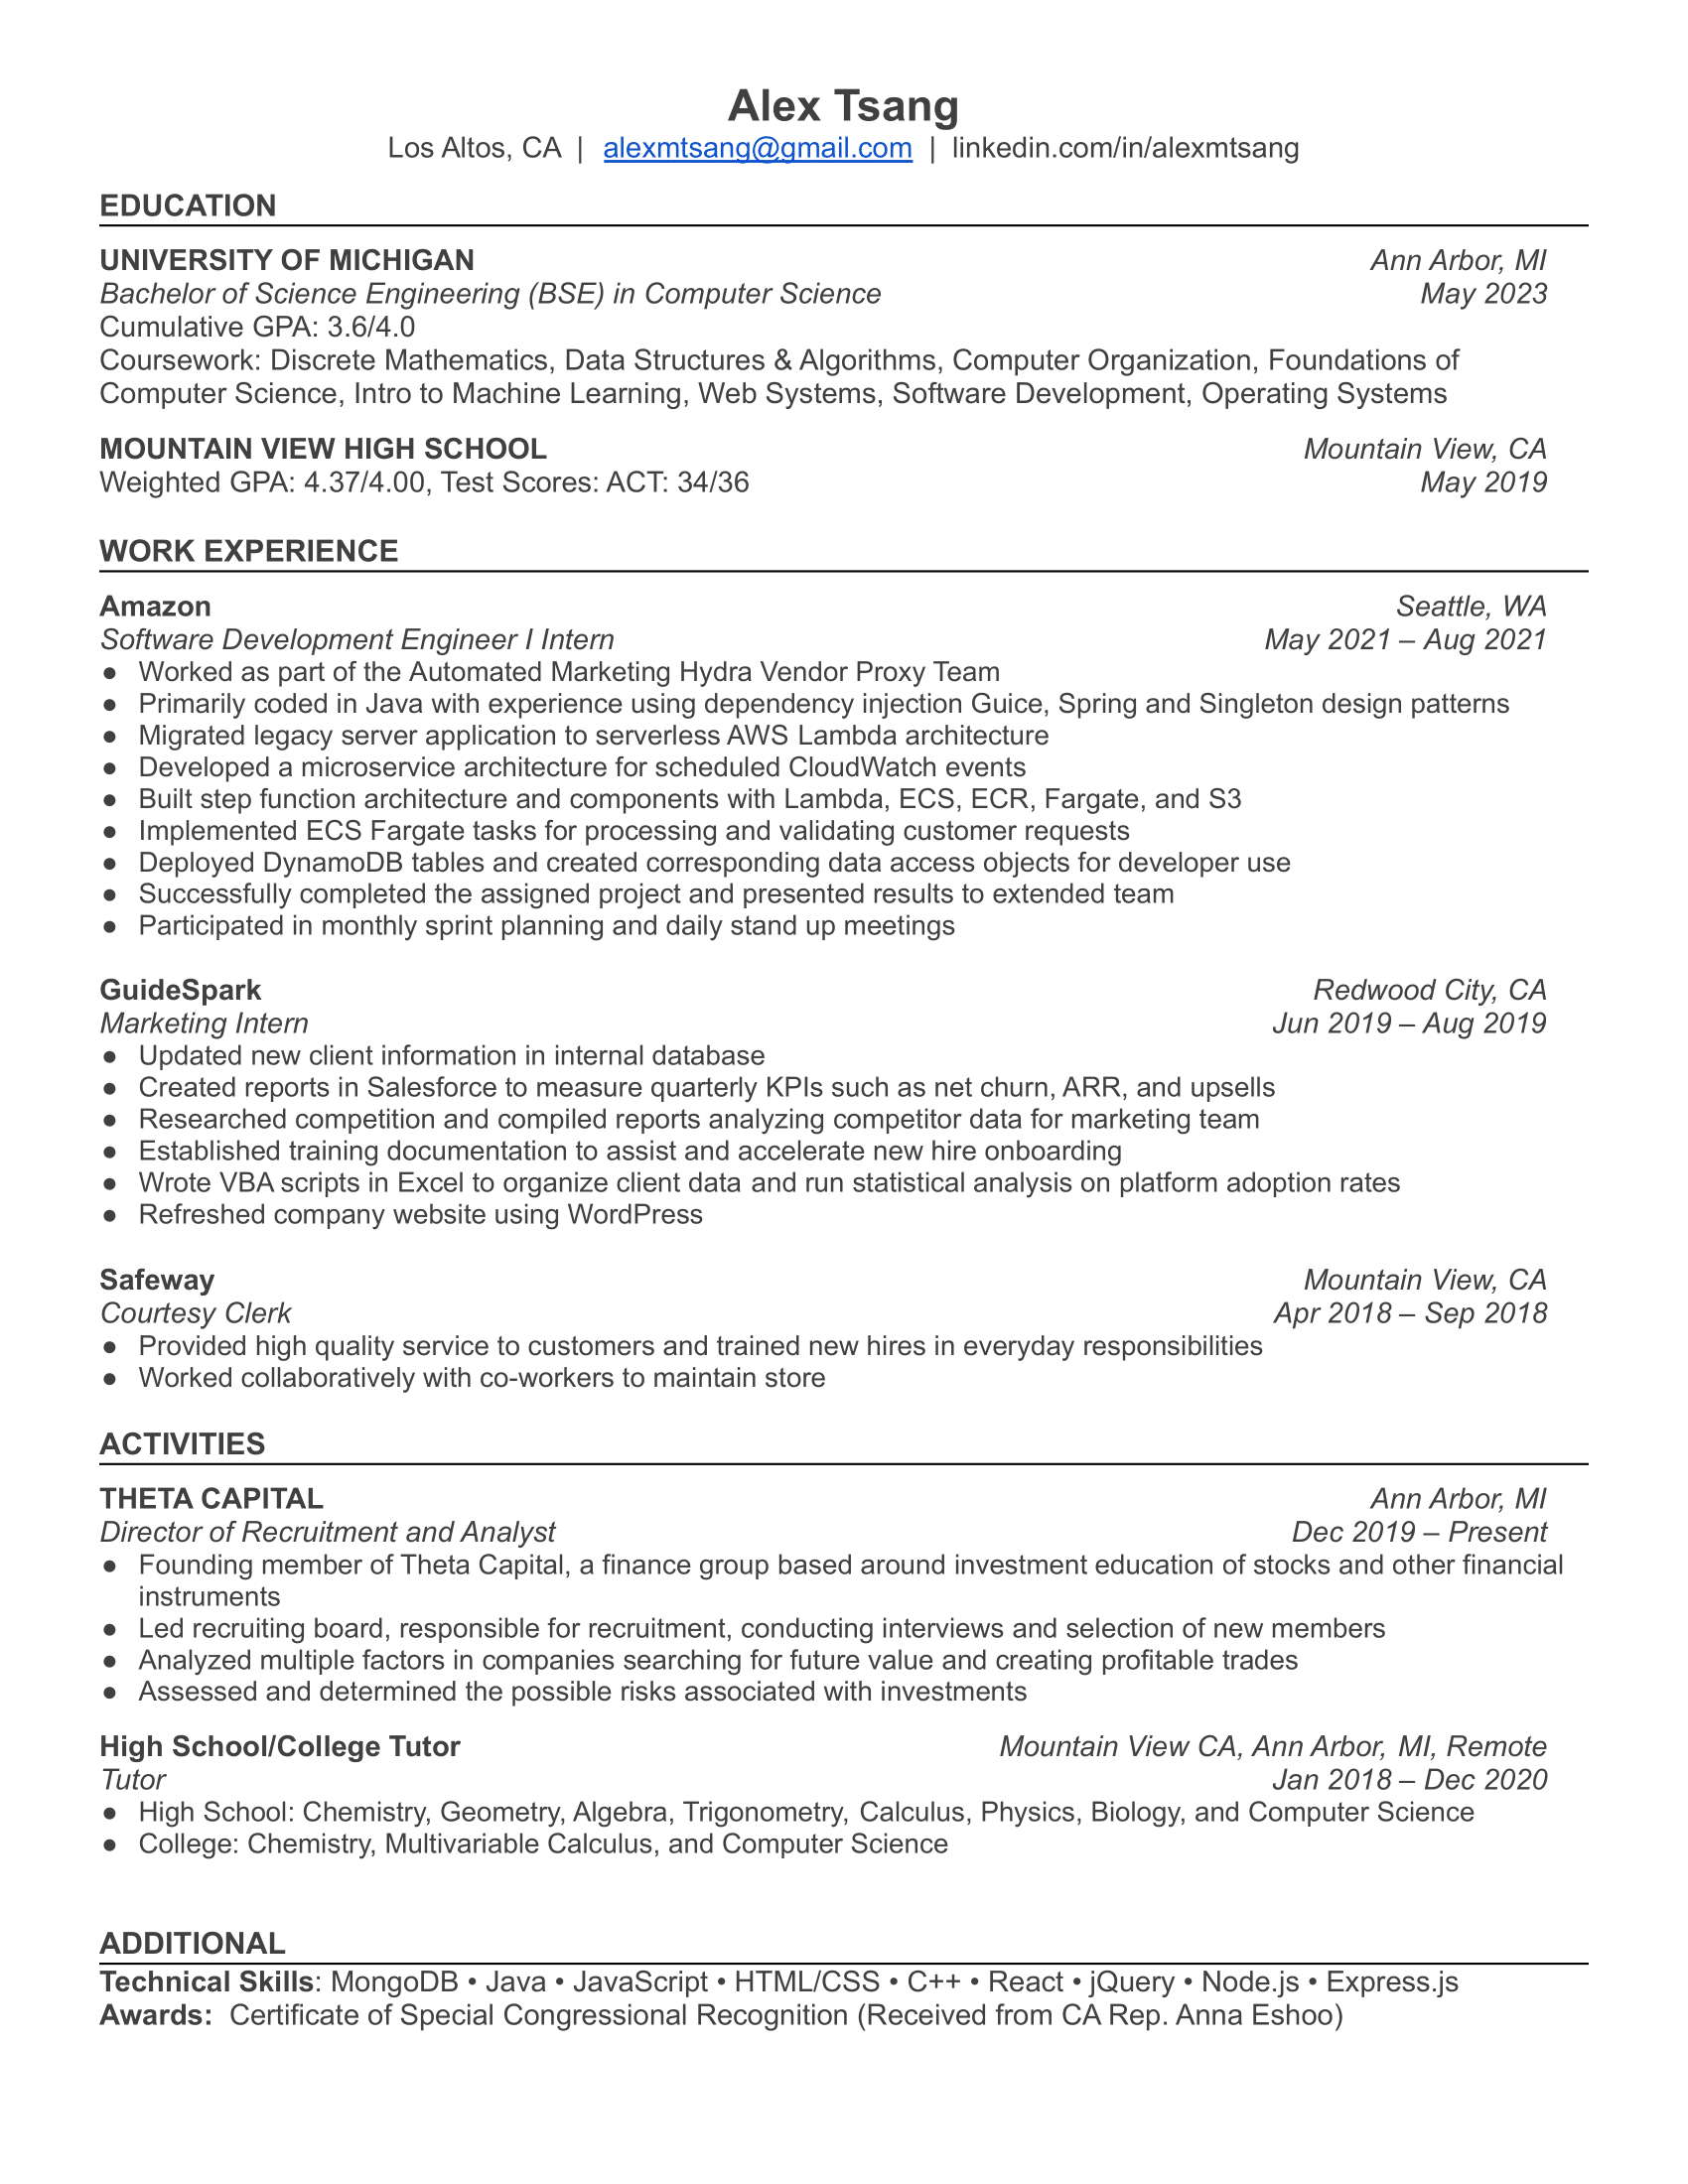 Alex Tsang
Los Altos, CA | alexmtsang@gmail.com | linkedin.com/in/alexmtsang
EDUCATION
UNIVERSITY OF MICHIGAN Ann Arbor, MI
Bachelor of Science Engineering (BSE) in Computer Science May 2023
Cumulative GPA: 3.6/4.0
Coursework: Discrete Mathematics, Data Structures & Algorithms, Computer Organization, Foundations of
Computer Science, Intro to Machine Learning, Web Systems, Software Development, Operating Systems
MOUNTAIN VIEW HIGH SCHOOL Mountain View, CA
Weighted GPA: 4.37/4.00, Test Scores: ACT: 34/36 May 2019
WORK EXPERIENCE
Amazon Seattle, WA
Software Development Engineer I Intern May 2021 – Aug 2021
● Worked as part of the Automated Marketing Hydra Vendor Proxy Team
● Primarily coded in Java with experience using dependency injection Guice, Spring and Singleton design patterns
● Migrated legacy server application to serverless AWS Lambda architecture
● Developed a microservice architecture for scheduled CloudWatch events
● Built step function architecture and components with Lambda, ECS, ECR, Fargate, and S3
● Implemented ECS Fargate tasks for processing and validating customer requests
● Deployed DynamoDB tables and created corresponding data access objects for developer use
● Successfully completed the assigned project and presented results to extended team
● Participated in monthly sprint planning and daily stand up meetings
GuideSpark Redwood City, CA
Marketing Intern Jun 2019 – Aug 2019
● Updated new client information in internal database
● Created reports in Salesforce to measure quarterly KPIs such as net churn, ARR, and upsells
● Researched competition and compiled reports analyzing competitor data for marketing team
● Established training documentation to assist and accelerate new hire onboarding
● Wrote VBA scripts in Excel to organize client data and run statistical analysis on platform adoption rates
● Refreshed company website using WordPress
Safeway Mountain View, CA
Courtesy Clerk Apr 2018 – Sep 2018
● Provided high quality service to customers and trained new hires in everyday responsibilities
● Worked collaboratively with co-workers to maintain store
ACTIVITIES
THETA CAPITAL Ann Arbor, MI
Director of Recruitment and Analyst Dec 2019 – Present
● Founding member of Theta Capital, a finance group based around investment education of stocks and other financial
instruments
● Led recruiting board, responsible for recruitment, conducting interviews and selection of new members
● Analyzed multiple factors in companies searching for future value and creating profitable trades
● Assessed and determined the possible risks associated with investments
High School/College Tutor Mountain View CA, Ann Arbor, MI, Remote
Tutor Jan 2018 – Dec 2020
● High School: Chemistry, Geometry, Algebra, Trigonometry, Calculus, Physics, Biology, and Computer Science
● College: Chemistry, Multivariable Calculus, and Computer Science
ADDITIONAL
Technical Skills: MongoDB • Java • JavaScript • HTML/CSS • C++ • React • jQuery • Node.js • Express.js
Awards: Certificate of Special Congressional Recognition (Received from CA Rep. Anna Eshoo)